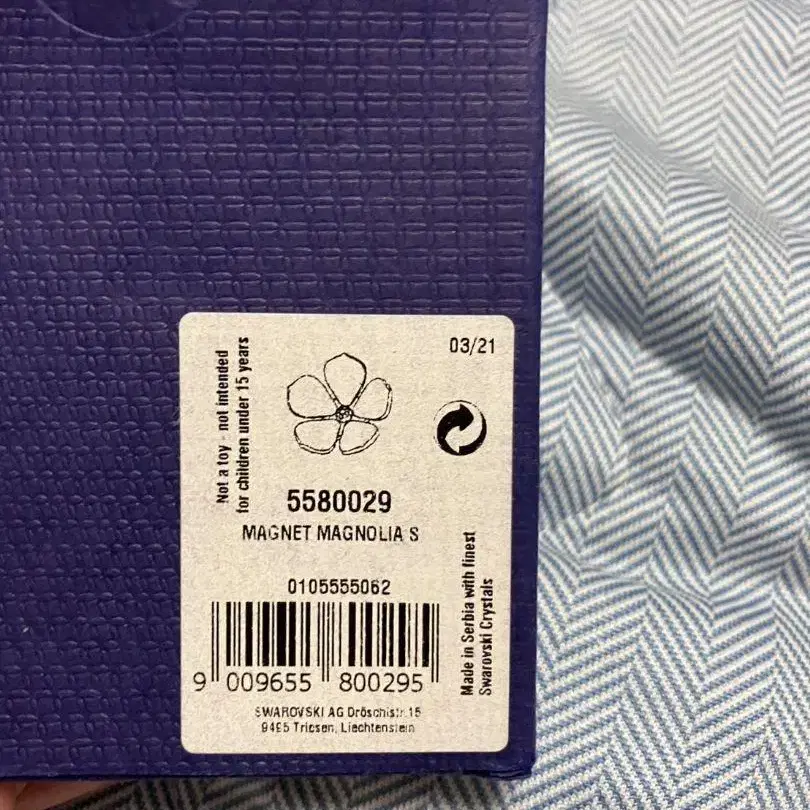 Not a toy - not intended
for children under 15 years
03/21
5580029
MAGNET MAGNOLIA S
0105555062
Made in Serbia with finest
Swarovski Crystals
9 009655 800295
SWAROVSKI AG Dröschistr. 15
9495 Triesen, Liechtenstein